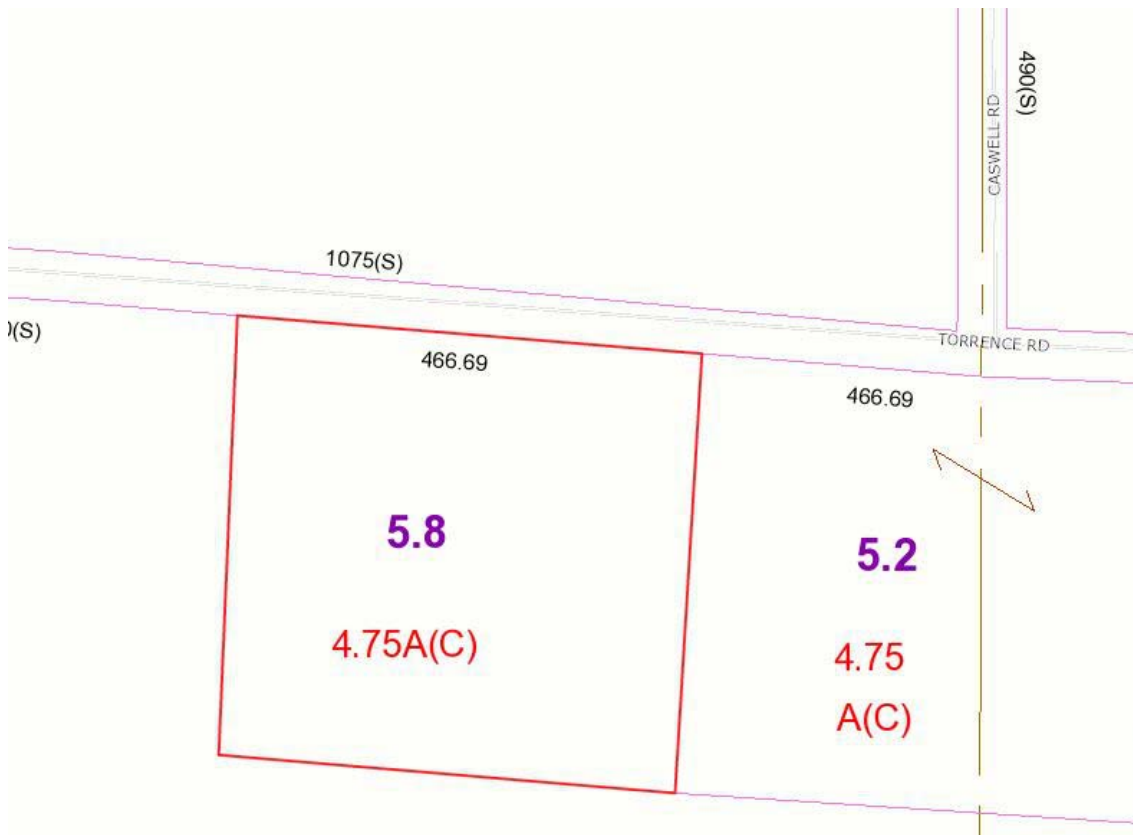 490(S)
CASWELL RD
1075(S)
)(S)
TORRENCE RD
466.69
466.69
5.8
5.2
4.75A(C)
4.75
A(C)